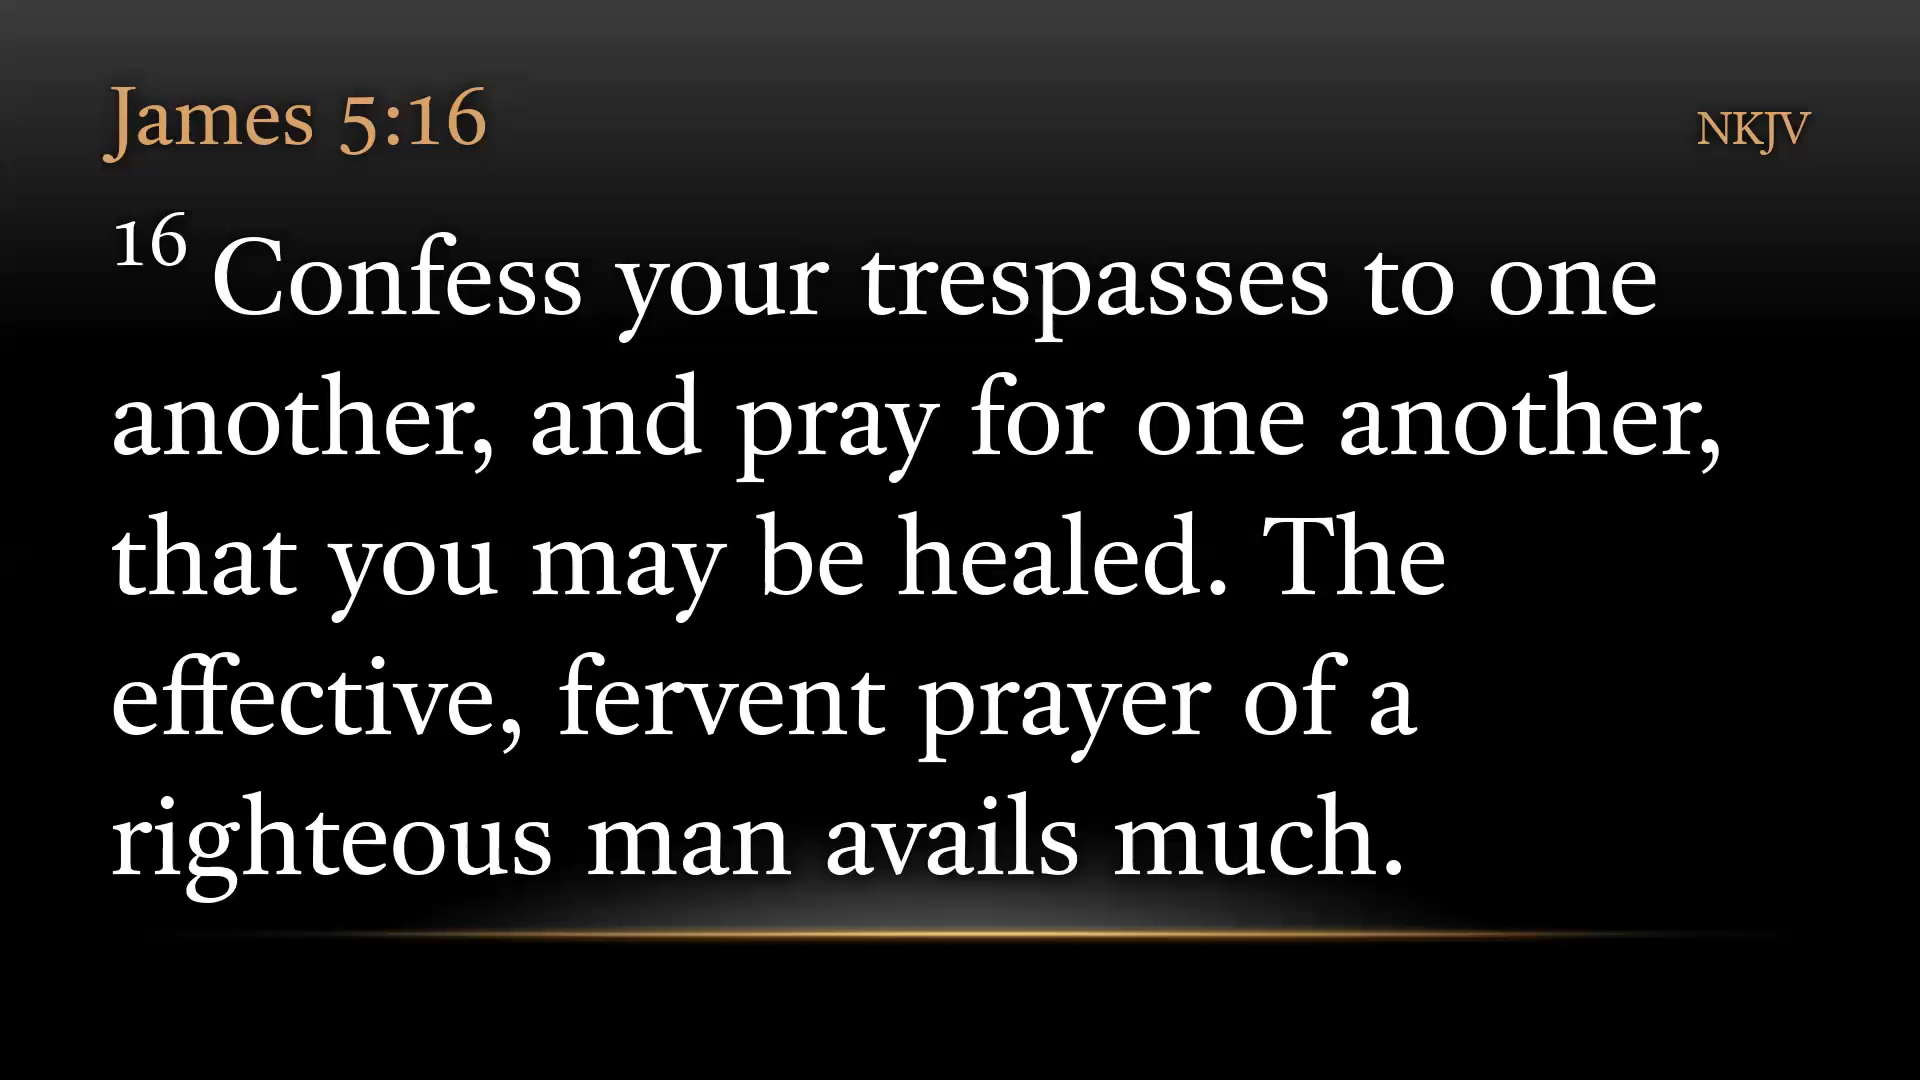 James 5:16
NKJV
16 Confess your trespasses to one
another, and pray for one another,
that you may be healed. The
effective, fervent prayer of a
righteous man avails much.